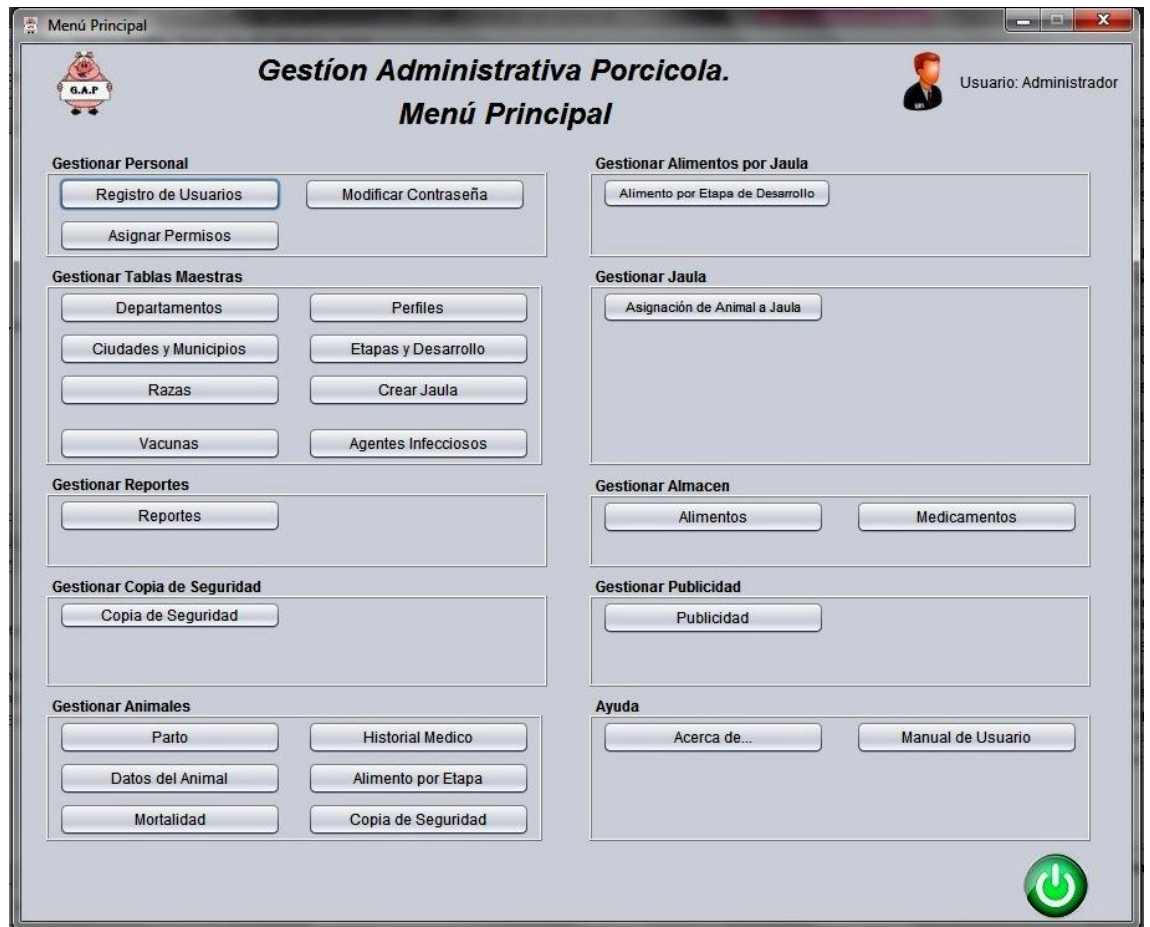 Menú Principal
Gestíon Administrativa Porcicola.
Menú Principal
G.A.P
Usuario: Administrador
Gestionar Personal
Registro de Usuarios
Modificar Contraseña
Asignar Permisos
Gestionar Alimentos por Jaula
Alimento por Etapa de Desarrollo
Gestionar Tablas Maestras
Departamentos
Perfiles
Ciudades y Municipios
Etapas y Desarrollo
Razas
Crear Jaula
Vacunas
Agentes Infecciosos
Gestionar Jaula
Asignación de Animal a Jaula
Gestionar Reportes
Reportes
Gestionar Almacen
Alimentos
Medicamentos
Gestionar Copia de Seguridad
Copia de Seguridad
Gestionar Publicidad
Publicidad
Gestionar Animales
Parto
Historial Medico
Datos del Animal
Alimento por Etapa
Mortalidad
Copia de Seguridad
Ayuda
Acerca de...
Manual de Usuario